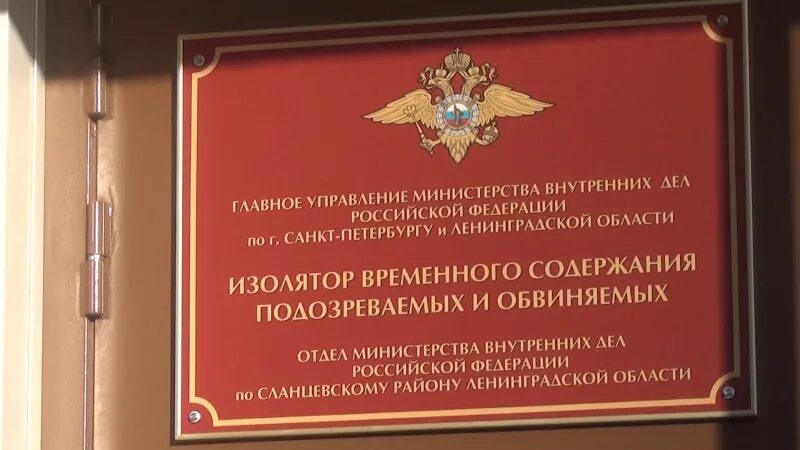 ГЛАВНОЕ УПРАВЛЕНИЕ МИНИСТЕРСТВА ВНУТРЕННИХ ДЕЛ
РОССИЙСКОЙ ФЕДЕРАЦИИ
по г. САНКТ-ПЕТЕРБУРГУ и ЛЕНИНГРАДСКОЙ ОБЛАСТИ
ИЗОЛЯТОР ВРЕМЕННОГО СОДЕРЖАНИЯ
ПОДОЗРЕВАЕМЫХ И ОБВИНЯЕМЫХ
ОТДЕЛ МИНИСТЕРСТВА ВНУТРЕННИХ ДЕЛ
РОССИЙСКОЙ ФЕДЕРАЦИИ
по СЛАНЦЕВСКОМУ РАЙОНУ ЛЕНИНГРАДСКОЙ ОБЛАСТИ